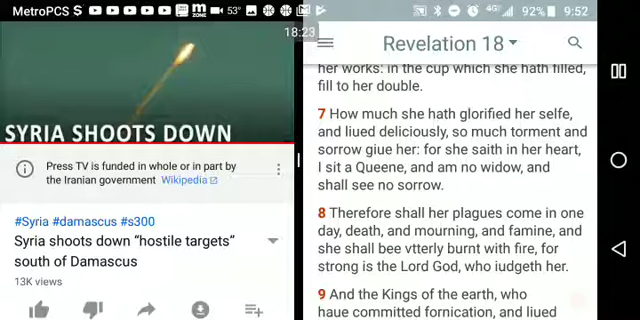 MetroPCS $
53°
4G
92%
9:52
18:23
SYRIA SHOOTS DOWN
Press TV is funded in whole or in part by
the Iranian government Wikipedia
#Syria #damascus #s300
Syria shoots down “hostile targets“
south of Damascus
13K views
Revelation 18
her works: in the cup which she hath filled,
fill to her double.
7 How much she hath glorified her selfe,
and liued deliciously, so much torment and
sorrow giue her: for she saith in her heart,
I sit a Queene, and am no widow, and
shall see no sorrow.
8 Therefore shall her plagues come in one
day, death, and mourning, and famine, and
she shall bee vtterly burnt with fire, for
strong is the Lord God, who iudgeth her.
9 And the Kings of the earth, who
haue committed fornication, and liued